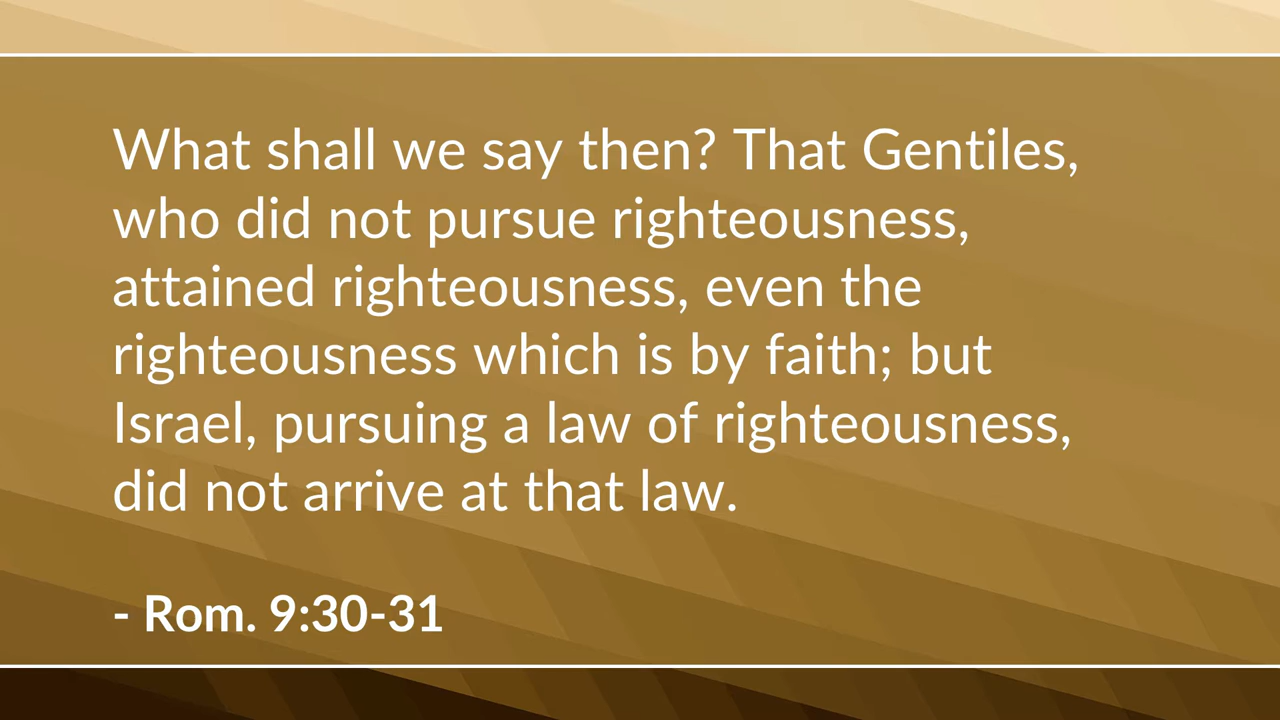 What shall we say then? That Gentiles,
who did not pursue righteousness,
attained righteousness, even the
righteousness which is by faith; but
Israel, pursuing a law of righteousness,
did not arrive at that law.
- Rom. 9:30-31